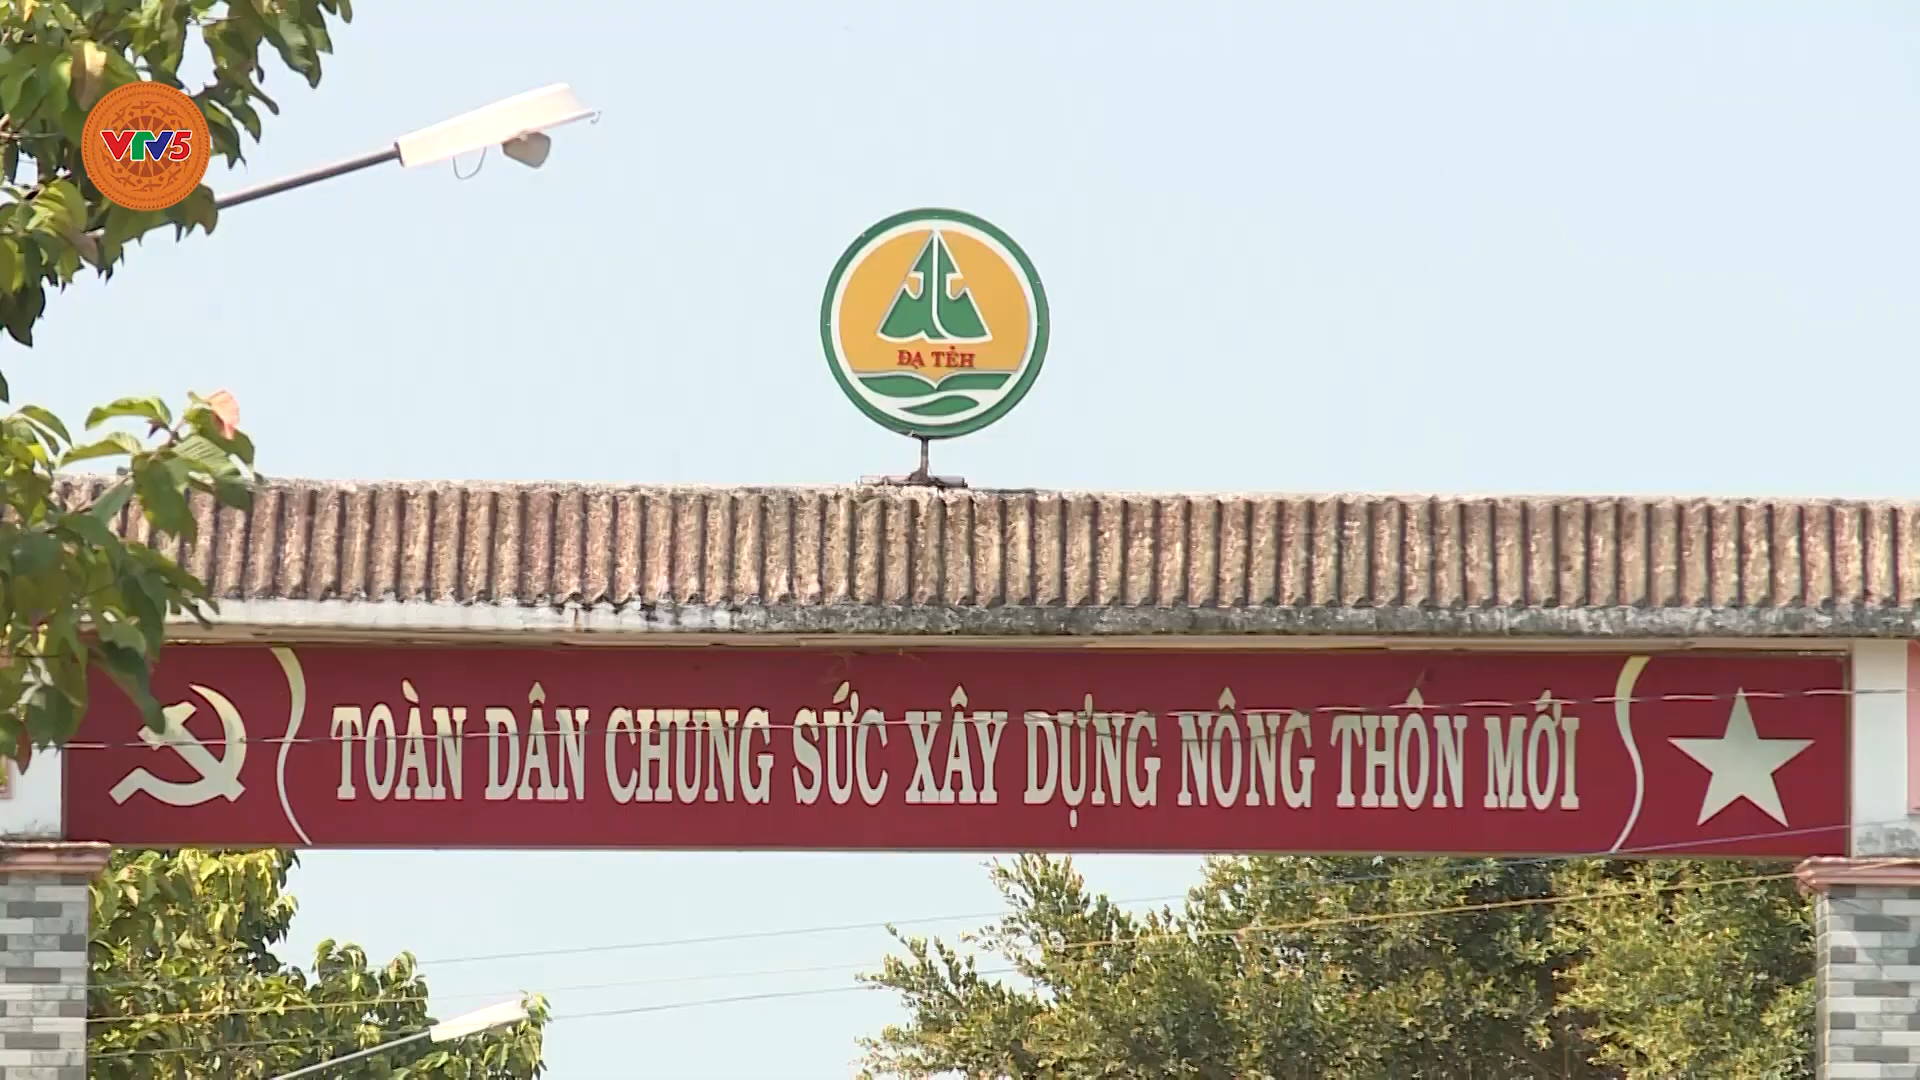 VTV5
ĐẠ TẺH
TOÀN DÂN CHUNG SỨC XÂY DỰNG NÔNG THÔN MỚI